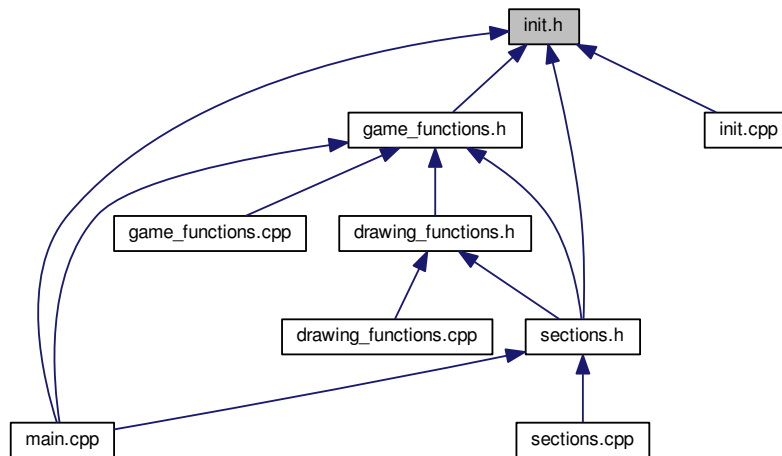 init.h
game_functions.h
init.cpp
game_functions.cpp
drawing_functions.h
drawing_functions.cpp
sections.h
main.cpp
sections.cpp